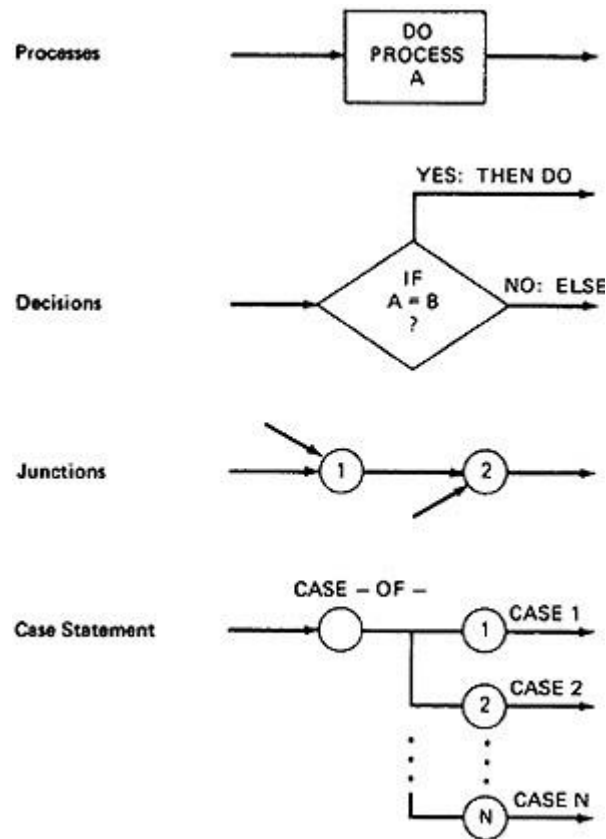 Processes
DO
PROCESS
A
YES: THEN DO
Decisions
IF
A = B
?
NO: ELSE
Junctions
1
2
CASE – OF –
Case Statement
1
CASE 1
2
CASE 2
N
CASE N